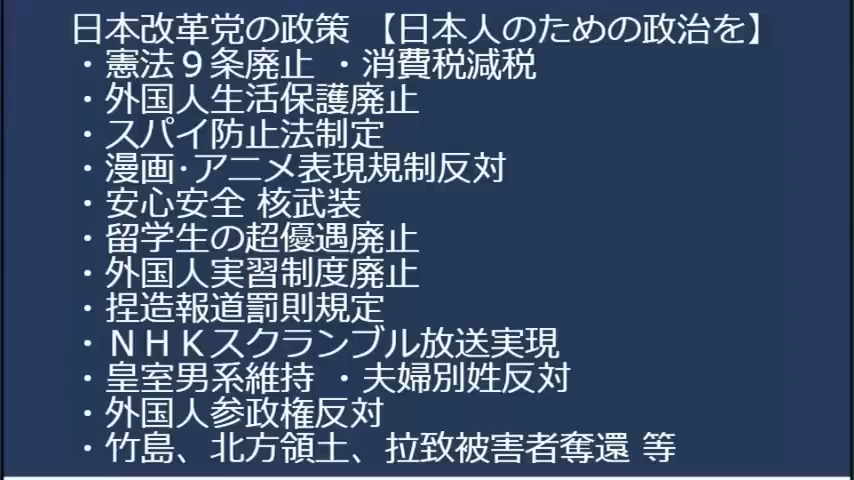 日本改革党の政策 【日本人のための政治を】
・憲法９条廃止 ・消費税減税
・外国人生活保護廃止
・スパイ防止法制定
・漫画･アニメ表現規制反対
・安心安全 核武装
・留学生の超優遇廃止
・外国人実習制度廃止
・捏造報道罰則規定
・ＮＨＫスクランブル放送実現
・皇室男系維持 ・夫婦別姓反対
・外国人参政権反対
・竹島、北方領土、拉致被害者奪還 等